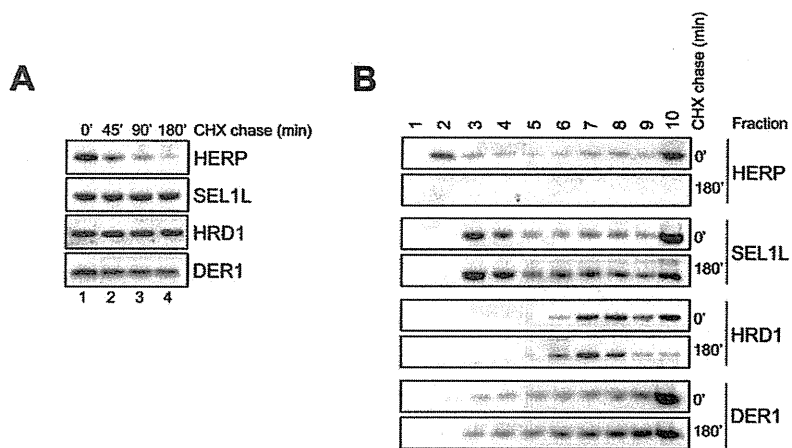 A
0' 45' 90' 180' CHX chase (min)
HERP
SEL1L
HRD1
DER1
1 2 3 4
B
1 2 3 4 5 6 7 8 9 10 CHX chase (min) Fraction
0'
180'
HERP
0'
180'
SEL1L
0'
180'
HRD1
0'
180'
DER1